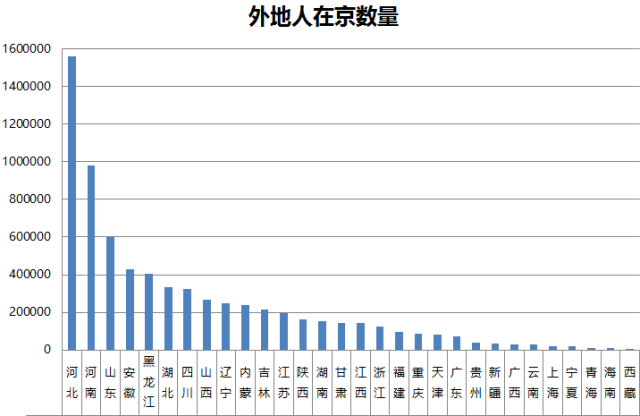 外地人在京数量
1600000
1400000
1200000
1000000
800000
600000
400000
200000
0
河北
河南
山东
安徽
黑龙江
湖北
四川
山西
辽宁
内蒙
吉林
江苏
陕西
湖南
甘肃
江西
浙江
福建
重庆
天津
广东
贵州
新疆
广西
云南
上海
宁夏
青海
海南
西藏